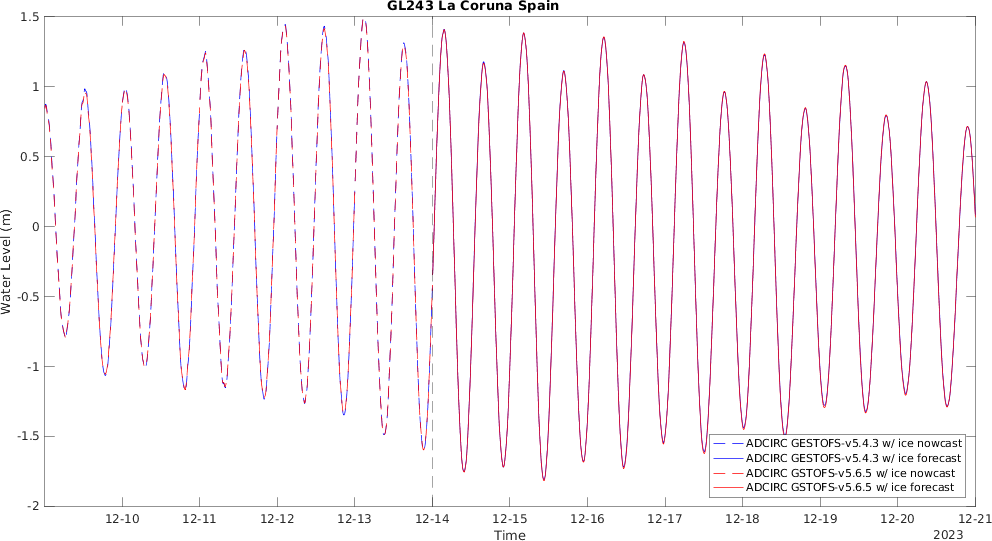 GL243 La Coruna Spain
1.5
1
0.5
0
-0.5
-1
-1.5
-2
Water Level (m)
12-10 12-11 12-12 12-13 12-14 12-15 12-16 12-17 12-18 12-19 12-20 12-21
Time
2023
ADCIRC GESTOFS-v5.4.3 w/ ice nowcast
ADCIRC GSTOFS-v5.4.3 w/ ice forecast
ADCIRC GSTOFS-v5.6.5 w/ ice nowcast
ADCIRC GSTOFS-v5.6.5 w/ ice forecast